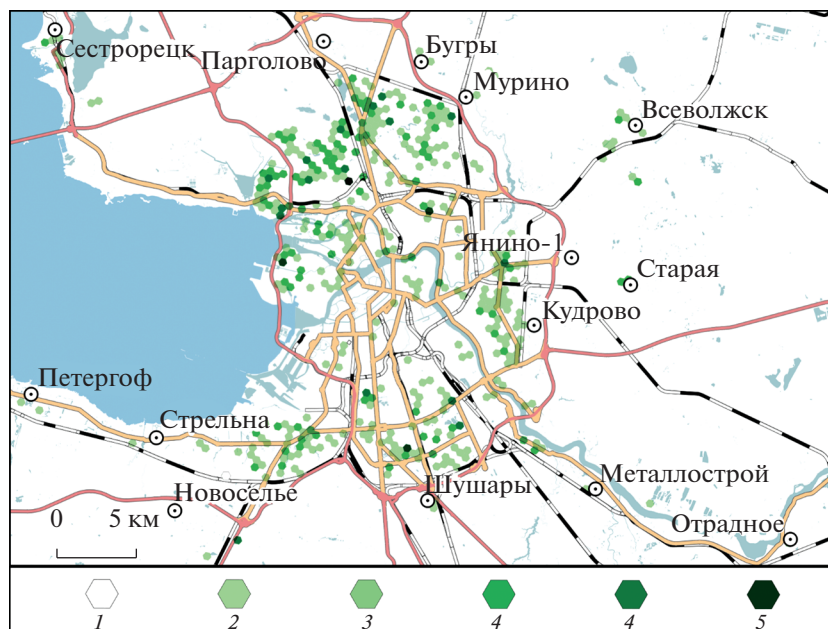 Сестрорецк
Парголово
Бугры
Мурино
Всеволжск
Янино-1
Старая
Кудрово
Петергоф
Стрельна
Новоселье
Шушары
Металлострой
Отрадное
0 5 км
1 2 3 4 4 5